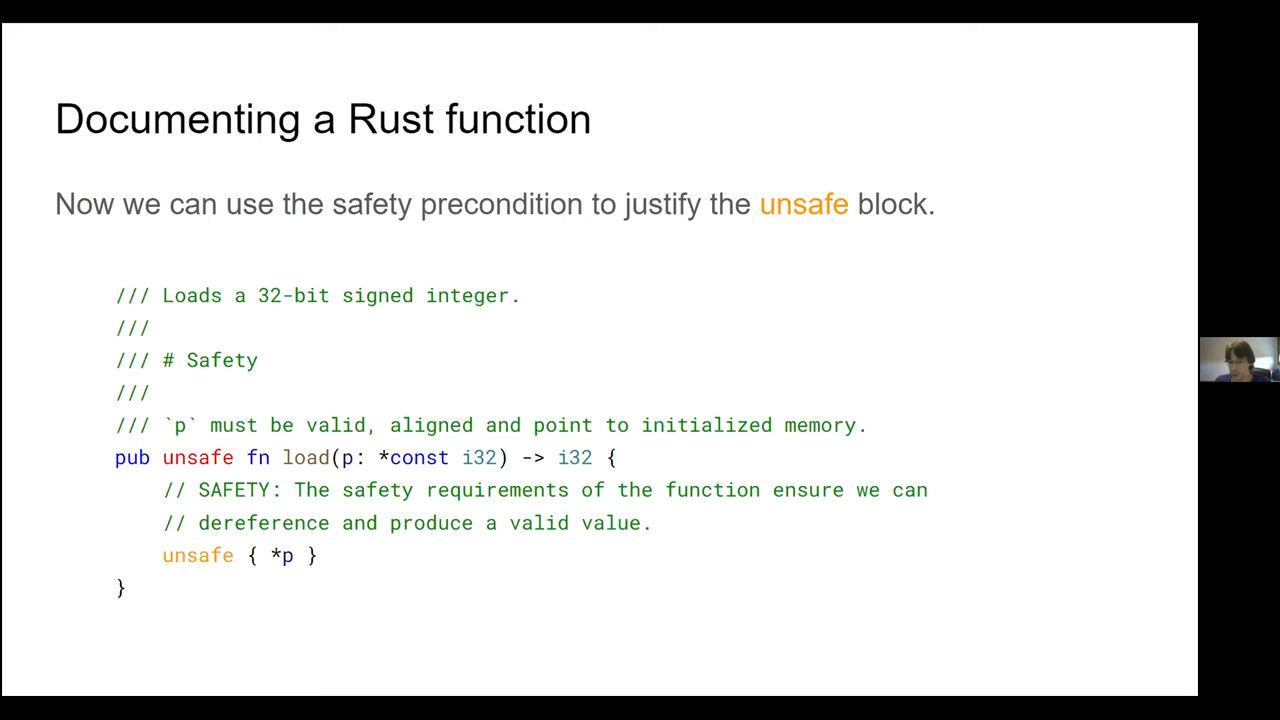 Documenting a Rust function
Now we can use the safety precondition to justify the unsafe block.
/// Loads a 32-bit signed integer.
///
/// # Safety
///
/// `p` must be valid, aligned and point to initialized memory.
pub unsafe fn load(p: *const i32) -> i32 {
    // SAFETY: The safety requirements of the function ensure we can
    // dereference and produce a valid value.
    unsafe { *p }
}